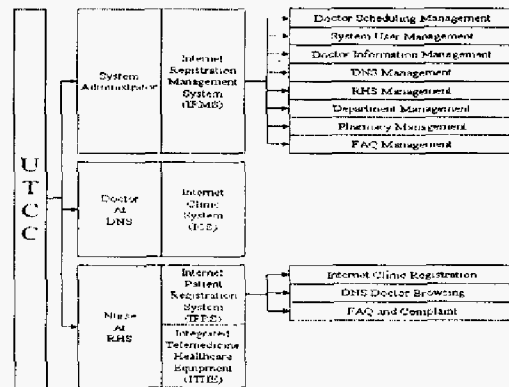 UTCC
System
Administrator
Internet
Registration
Management
System
(IRMS)
Doctor Scheduling Management
System User Management
Doctor Information Management
DNS Management
RHS Management
Department Management
Pharmacy Management
FAQ Management
Doctor
At
DNS
Internet
Clinic
System
(ICS)
Nurse
At
RHS
Internet
Patient
Registration
System
(IPRS)
Integrated
Telemedicine
Healthcare
Equipment
Internet Clinic Registration
DNS Doctor Browsing
FAQ and Complaint